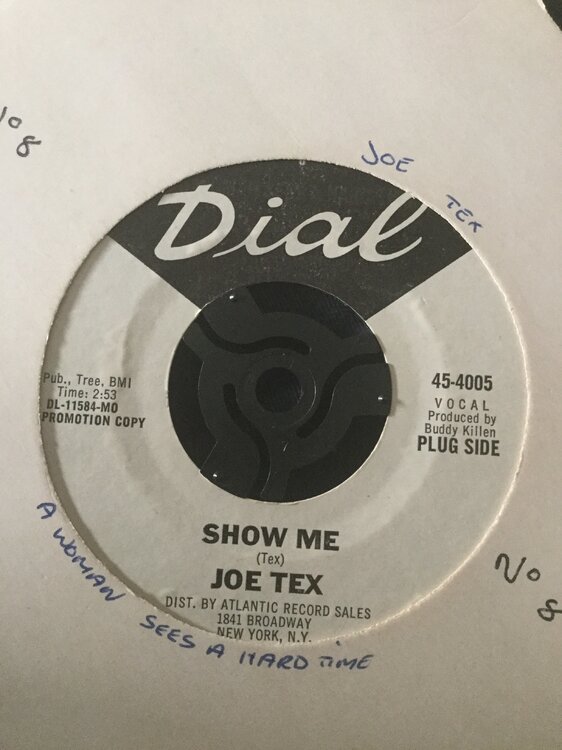 No 8
JOE TEX
Dial
Pub., Tree, BMI
Time: 2:53
DL-11584-MO
PROMOTION COPY
45-4005
VOCAL
Produced by
Buddy Killen
PLUG SIDE
SHOW ME
(Tex)
JOE TEX
DIST. BY ATLANTIC RECORD SALES
1841 BROADWAY
NEW YORK, N.Y.
A WOMAN SEES A HARD TIME
No 8